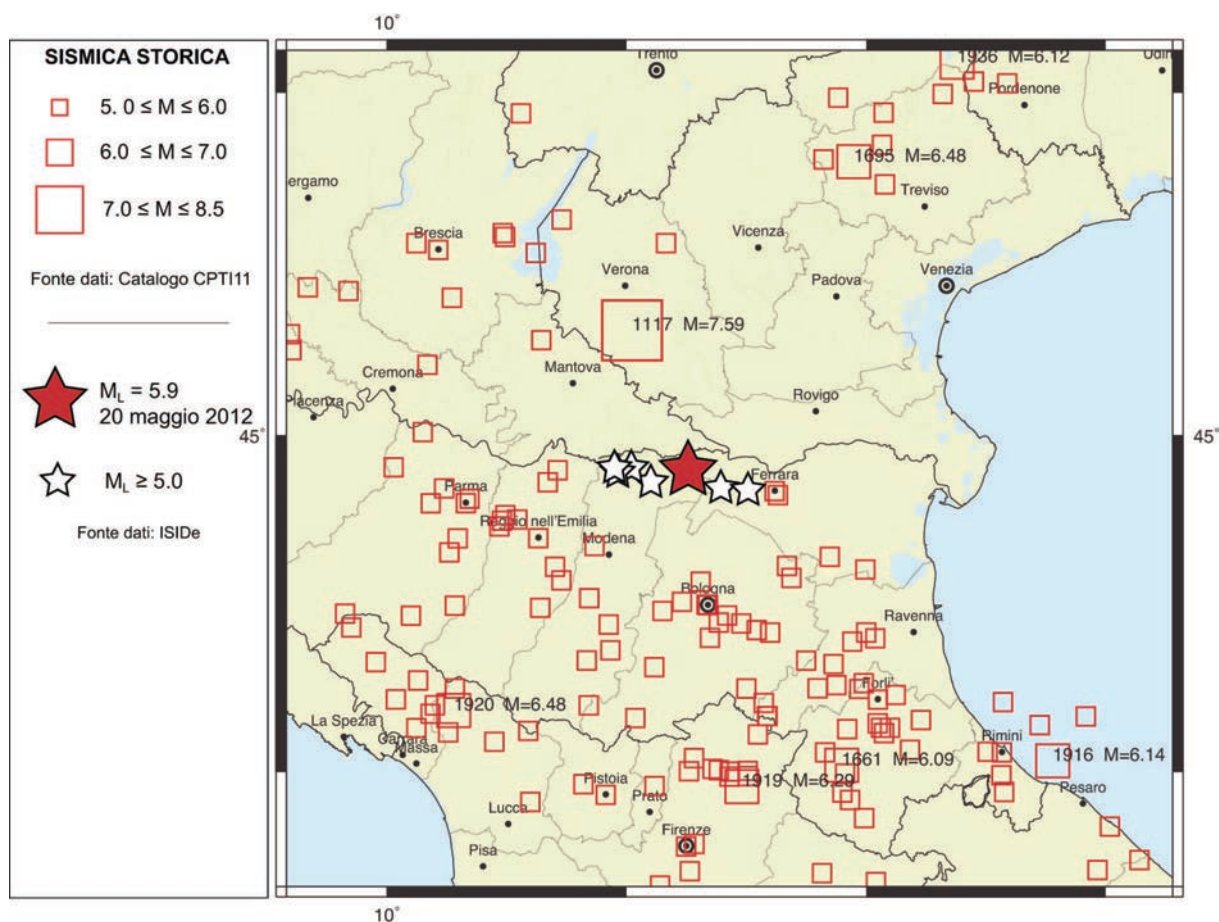 10°
SISMICA STORICA
5. 0 ≤ M ≤ 6.0
6.0 ≤ M ≤ 7.0
7.0 ≤ M ≤ 8.5
Fonte dati: Catalogo CPTI11
M_L = 5.9
20 maggio 2012
M_L ≥ 5.0
Fonte dati: ISIDe
Trento
1936 M=6.12
Udin
Pordenone
1695 M=6.48
ergamo
Treviso
Brescia
Vicenza
Verona
Padova
Venezia
1117 M=7.59
Mantova
Cremona
Piacenza
Rovigo
45°
45°
Ferrara
Parma
Reggio nell'Emilia
Modena
Bologna
Ravenna
Forli'
1920 M=6.48
La Spezia
Carrara
Massa
Rimini
1661 M=6.09
1916 M=6.14
1919 M=6.29
Pistoia
Pesaro
Prato
Lucca
Firenze
Pisa
10°